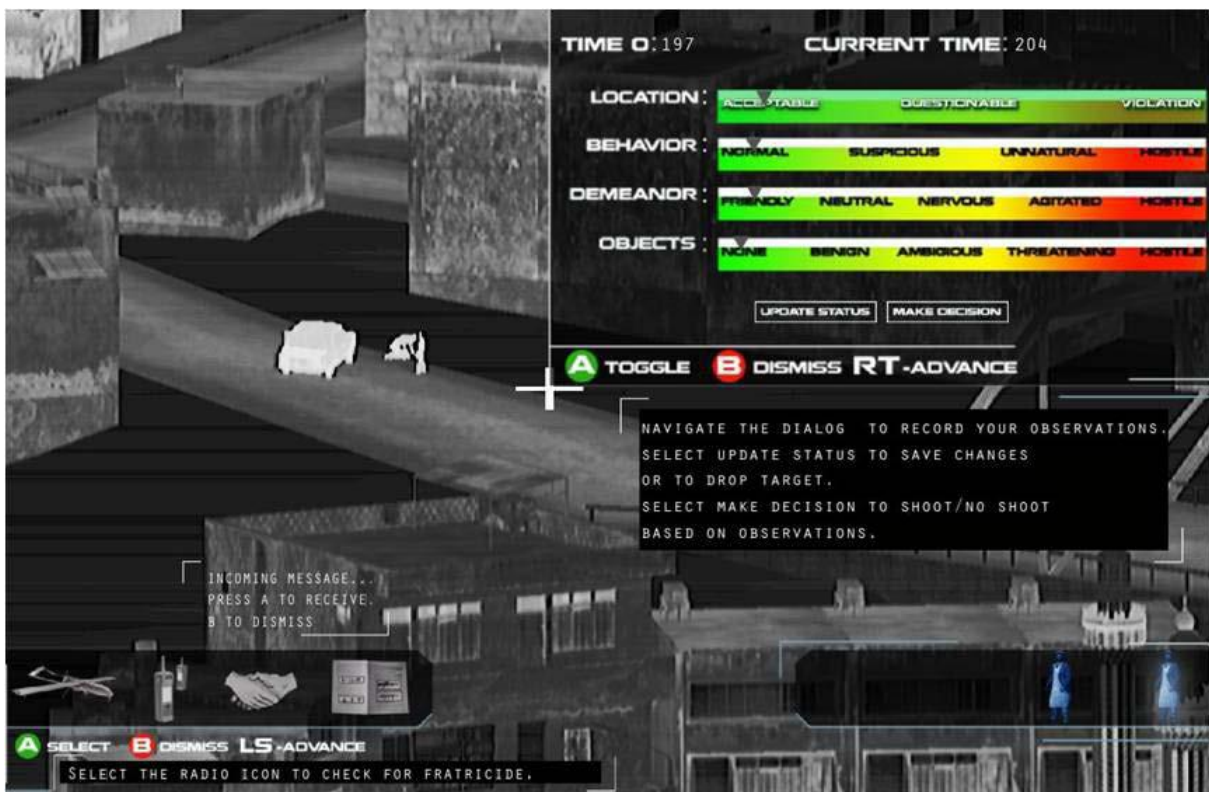 TIME 0:197 CURRENT TIME: 204
LOCATION: ACCEPTABLE QUESTIONABLE VIOLATION
BEHAVIOR: NORMAL SUSPICIOUS UNNATURAL HOSTILE
DEMEANOR: FRIENDLY NEUTRAL NERVOUS AGITATED HOSTILE
OBJECTS: NONE BENIGN AMBIGIOUS THREATENING HOSTILE
UPDATE STATUS MAKE DECISION
A TOGGLE B DISMISS RT-ADVANCE
NAVIGATE THE DIALOG TO RECORD YOUR OBSERVATIONS.
SELECT UPDATE STATUS TO SAVE CHANGES
OR TO DROP TARGET.
SELECT MAKE DECISION TO SHOOT/NO SHOOT
BASED ON OBSERVATIONS.
INCOMING MESSAGE...
PRESS A TO RECEIVE.
B TO DISMISS
A SELECT B DISMISS LS-ADVANCE
SELECT THE RADIO ICON TO CHECK FOR FRATRICIDE.